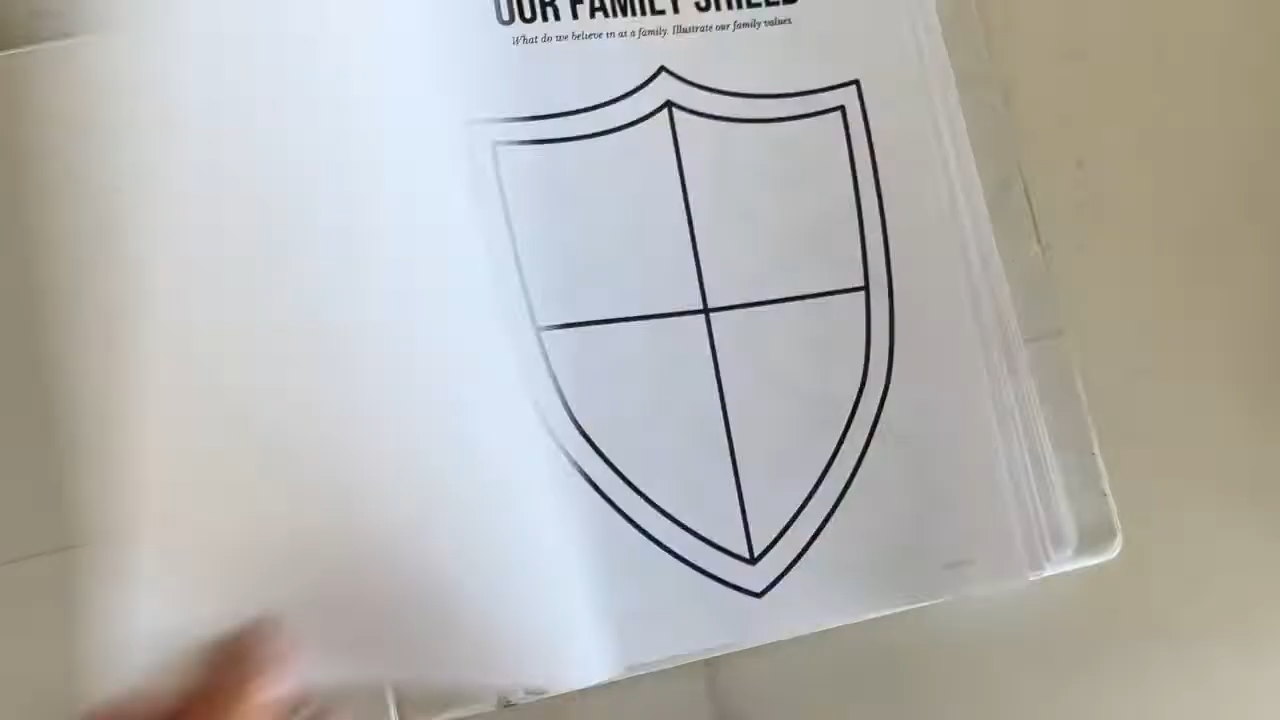 OUR FAMILY SHIELD
What do we believe in as a family. Illustrate our family values.